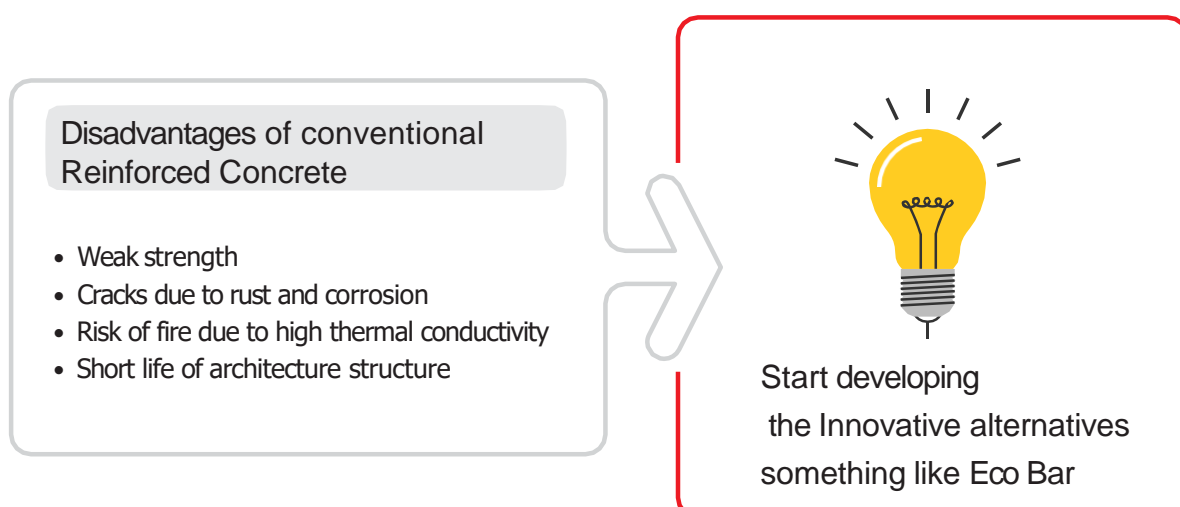 Disadvantages of conventional
Reinforced Concrete
• Weak strength
• Cracks due to rust and corrosion
• Risk of fire due to high thermal conductivity
• Short life of architecture structure
Start developing
the Innovative alternatives
something like Eco Bar